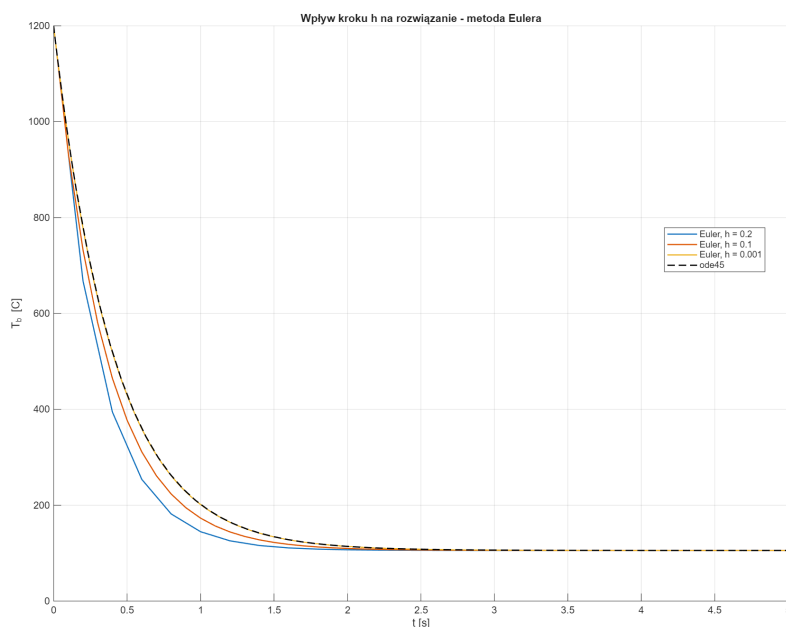 Wpływ kroku h na rozwiązanie - metoda Eulera
1200
1000
800
600
400
200
0
T_b [C]
Euler, h = 0.2
Euler, h = 0.1
Euler, h = 0.001
ode45
0 0.5 1 1.5 2 2.5 3 3.5 4 4.5
t [s]